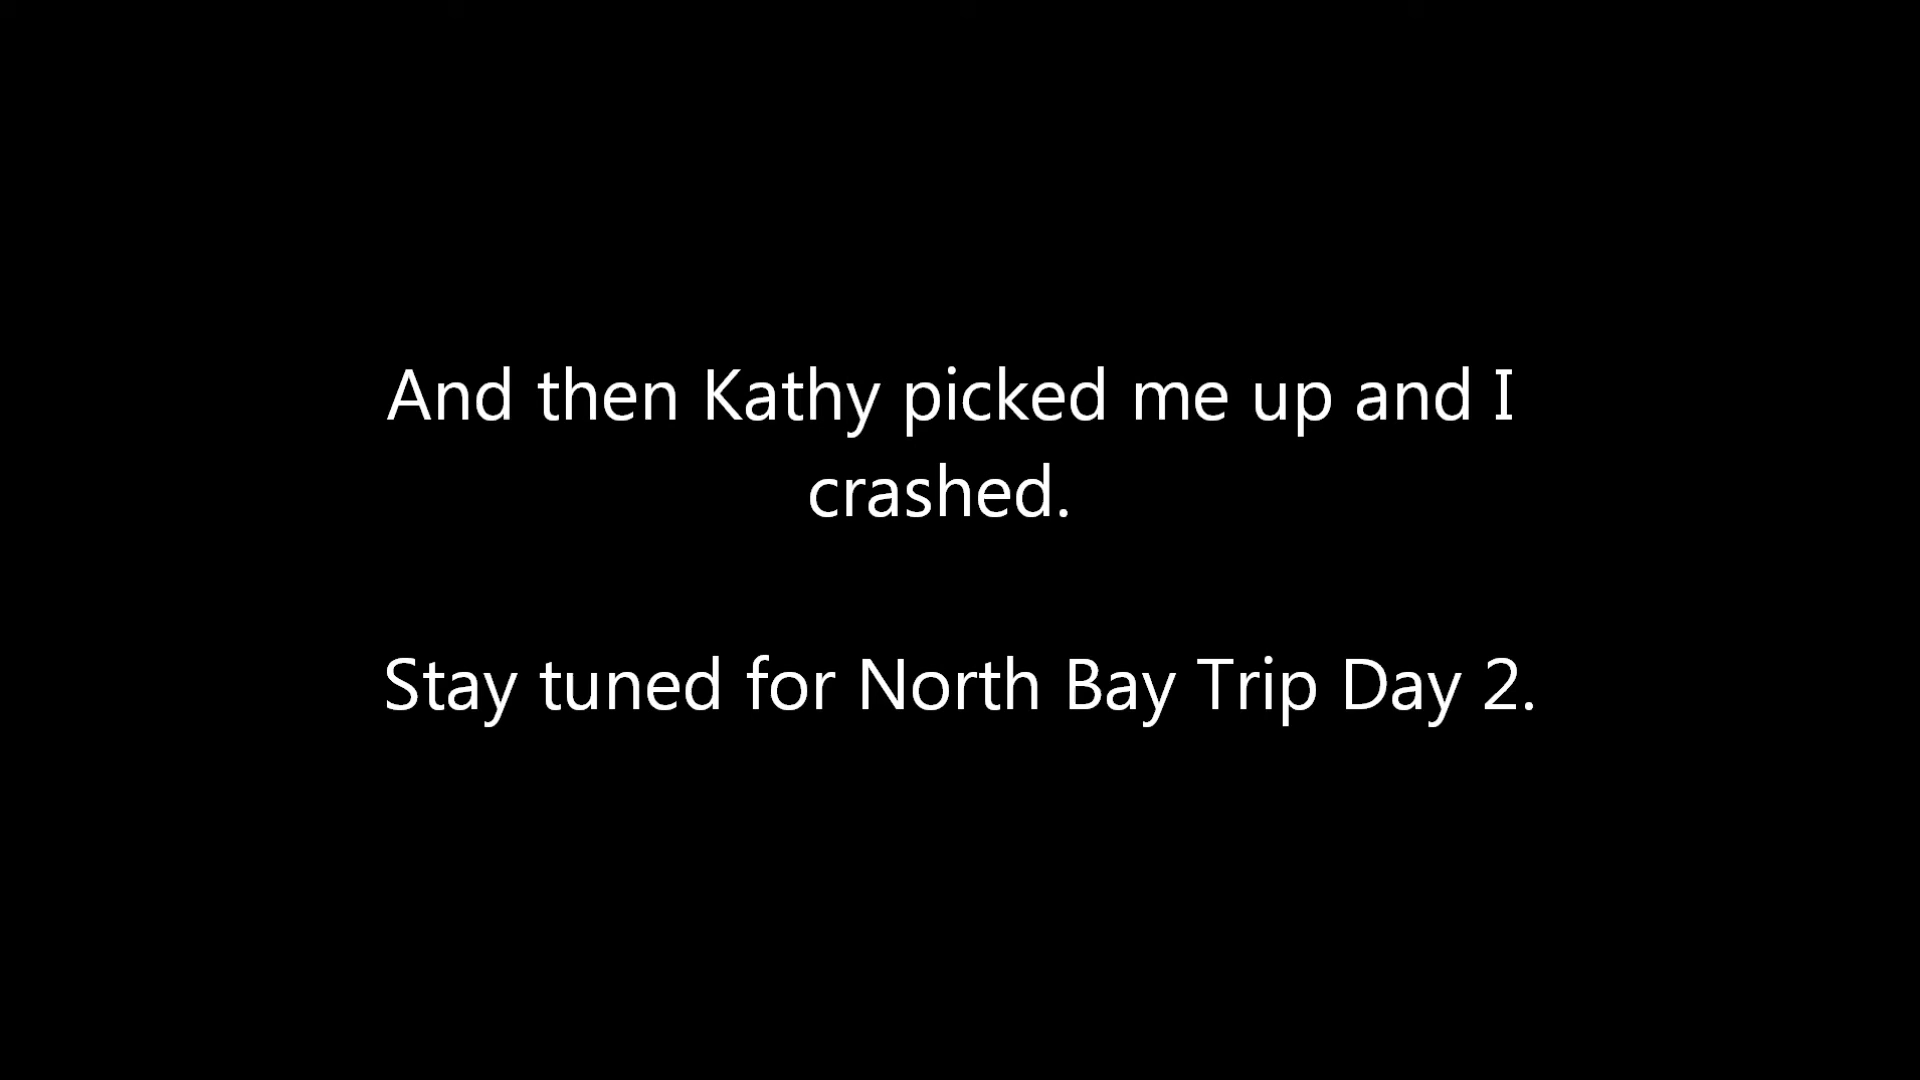 And then Kathy picked me up and I
crashed.
Stay tuned for North Bay Trip Day 2.